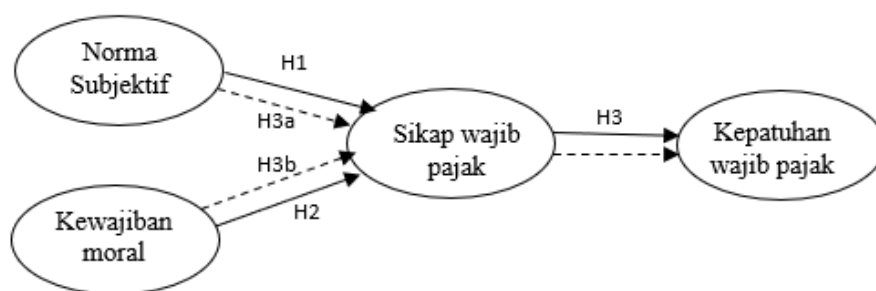 Norma
Subjektif
H1
H3a
Sikap wajib
pajak
H3
Kepatuhan
wajib pajak
H3b
H2
Kewajiban
moral